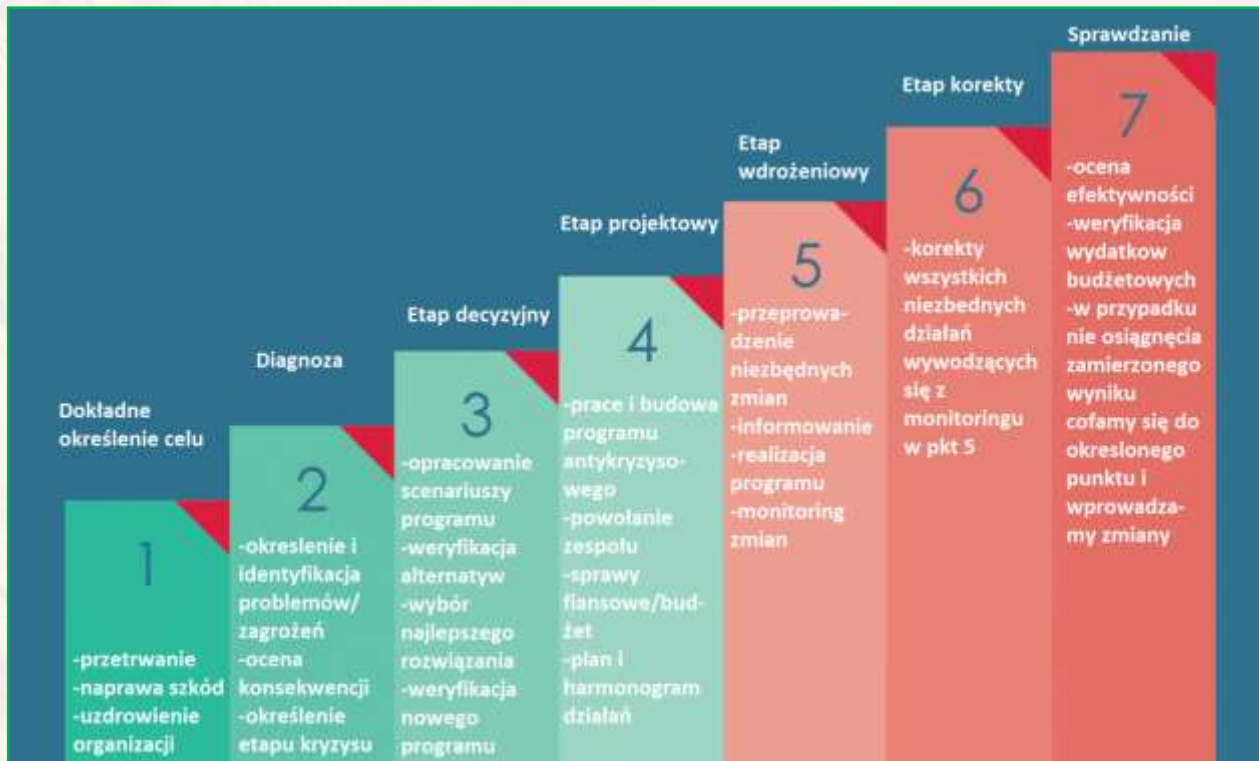 Dokładne
określenie celu
1
-przetrwanie
-naprawa szkód
-uzdrowienie
organizacji
Diagnoza
2
-okreslenie i
identyfikacja
problemów/
zagrożeń
-ocena
konsekwencji
-określenie
etapu kryzysu
Etap decyzyjny
3
-opracowanie
scenariuszy
programu
-weryfikacja
alternatyw
-wybór
najlepszego
rozwiązania
-weryfikacja
nowego
programu
Etap projektowy
4
-prace i budowa
programu
antykryzyso-
wego
-powołanie
zespołu
-sprawy
fiansowe/bud-
żet
-plan i
harmonogram
działań
Etap
wdrożeniowy
5
-przeprowa-
dzenie
niezbędnych
zmian
-informowanie
-realizacja
programu
-monitoring
zmian
Etap korekty
6
-korekty
wszystkich
niezbednych
działań
wywodzących
się z
monitoringu
w pkt 5
Sprawdzanie
7
-ocena
efektywności
-weryfikacja
wydatkow
budżetowych
-w przypadku
nie osiągnęcia
zamierzonego
wyniku
cofamy się do
okreslonego
punktu i
wprowadza-
my zmiany